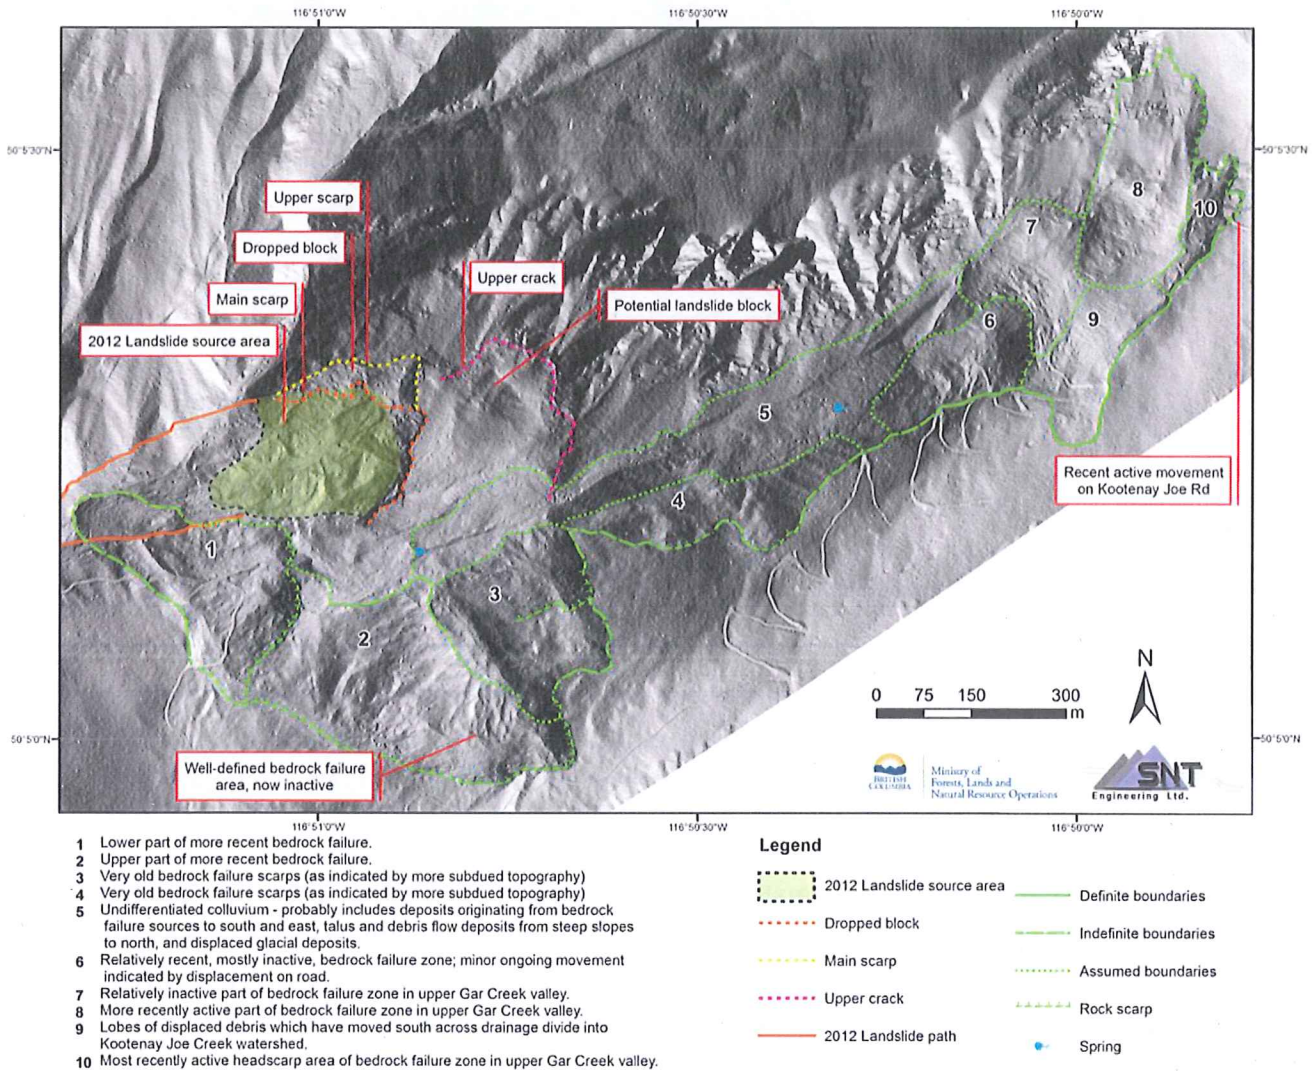 116°51'0"W 116°50'30"W 116°50'0"W
50°5'30"N 50°5'30"N
Upper scarp
Dropped block
Main scarp
2012 Landslide source area
Upper crack
Potential landslide block
8
10
7
9
6
5
4
Recent active movement
on Kootenay Joe Rd
1
3
2
Well-defined bedrock failure
area, now inactive
N
0 75 150 300
m
BRITISH
COLUMBIA
Ministry of
Forests, Lands and
Natural Resource Operations
SNT
Engineering Ltd.
50°5'0"N 50°5'0"N
116°51'0"W 116°50'30"W 116°50'0"W
1 Lower part of more recent bedrock failure.
2 Upper part of more recent bedrock failure.
3 Very old bedrock failure scarps (as indicated by more subdued topography)
4 Very old bedrock failure scarps (as indicated by more subdued topography)
5 Undifferentiated colluvium - probably includes deposits originating from bedrock
failure sources to south and east, talus and debris flow deposits from steep slopes
to north, and displaced glacial deposits.
6 Relatively recent, mostly inactive, bedrock failure zone; minor ongoing movement
indicated by displacement on road.
7 Relatively inactive part of bedrock failure zone in upper Gar Creek valley.
8 More recently active part of bedrock failure zone in upper Gar Creek valley.
9 Lobes of displaced debris which have moved south across drainage divide into
Kootenay Joe Creek watershed.
10 Most recently active headscarp area of bedrock failure zone in upper Gar Creek valley.
Legend
2012 Landslide source area
Dropped block
Main scarp
Upper crack
2012 Landslide path
Definite boundaries
Indefinite boundaries
Assumed boundaries
Rock scarp
Spring